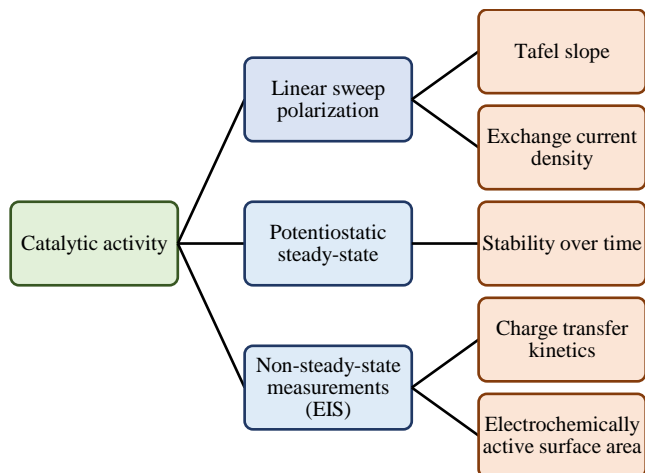 Catalytic activity
Linear sweep
polarization
Tafel slope
Exchange current
density
Potentiostatic
steady-state
Stability over time
Non-steady-state
measurements
(EIS)
Charge transfer
kinetics
Electrochemically
active surface area